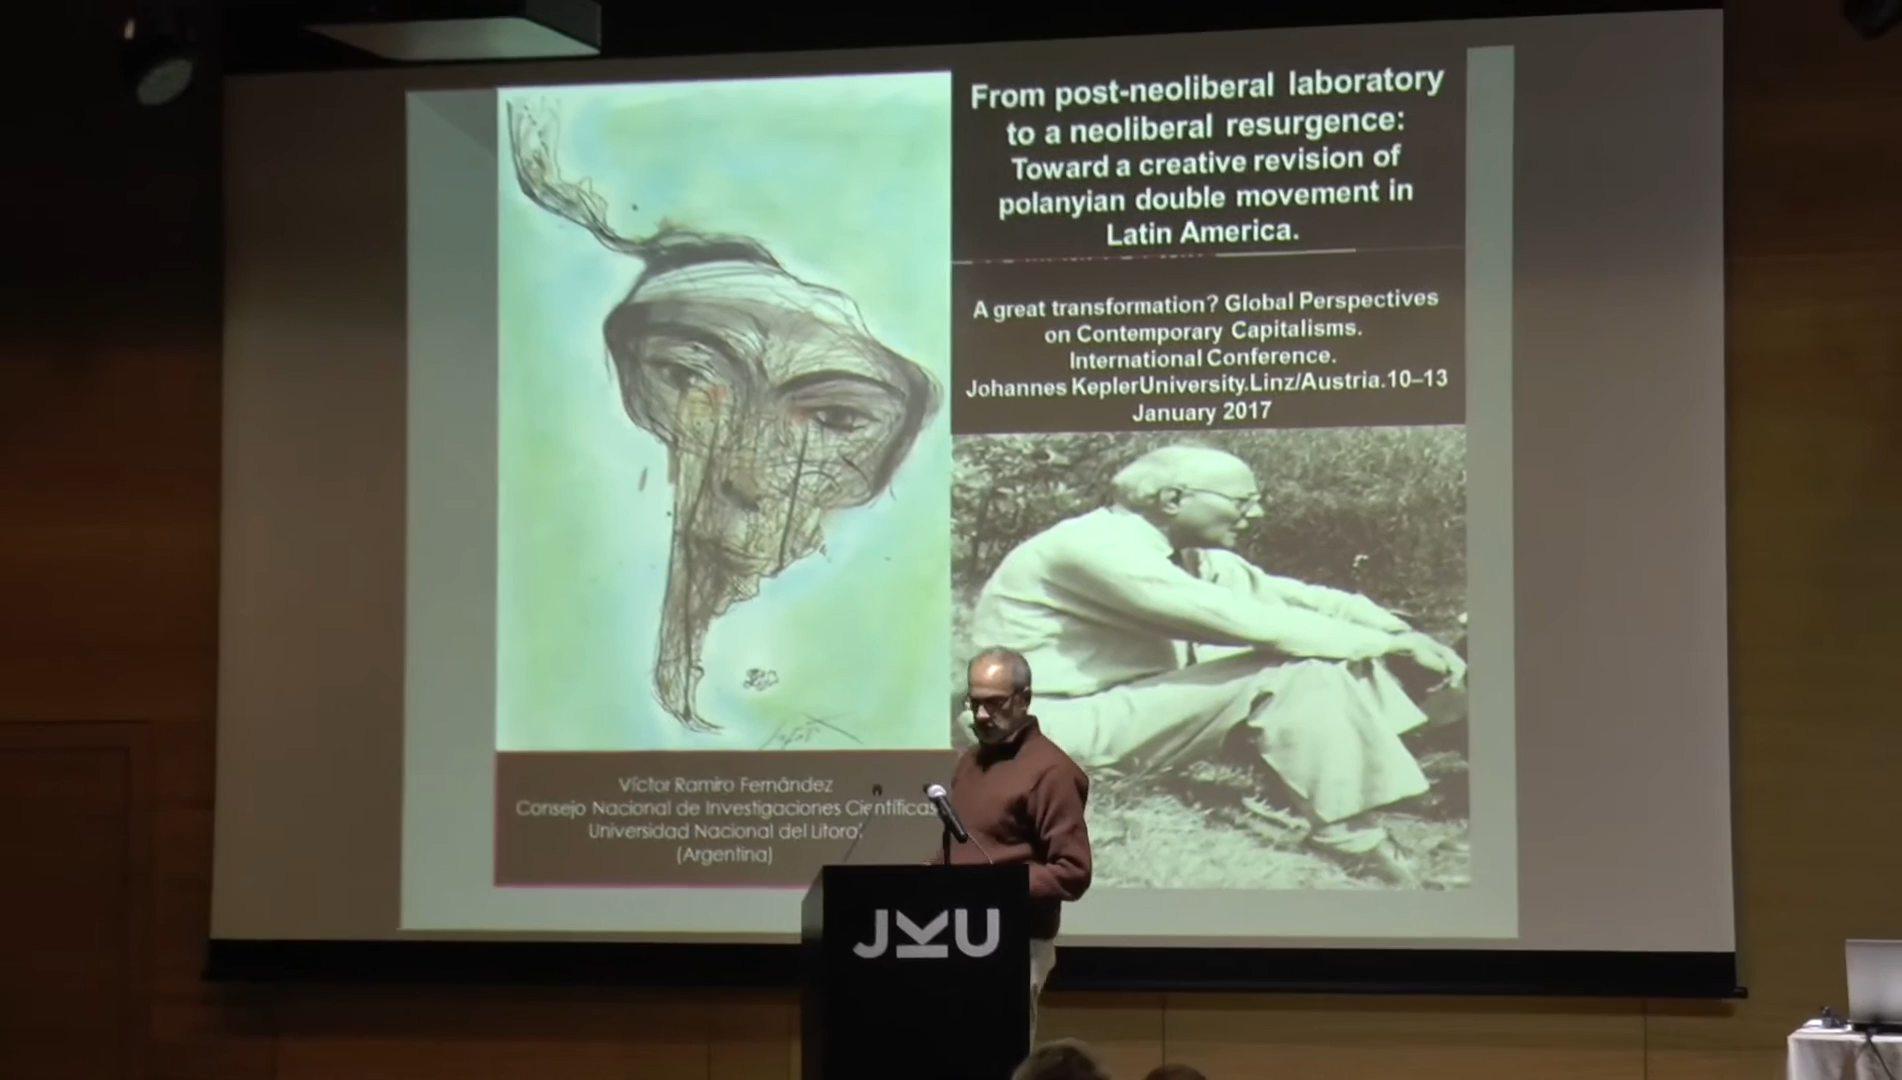 From post-neoliberal laboratory
to a neoliberal resurgence:
Toward a creative revision of
polanyian double movement in
Latin America.
A great transformation? Global Perspectives
on Contemporary Capitalisms.
International Conference.
Johannes KeplerUniversity.Linz/Austria.10–13
January 2017
Víctor Ramiro Fernández
Consejo Nacional de Investigaciones Científicas
Universidad Nacional del Litoral
(Argentina)
JKU